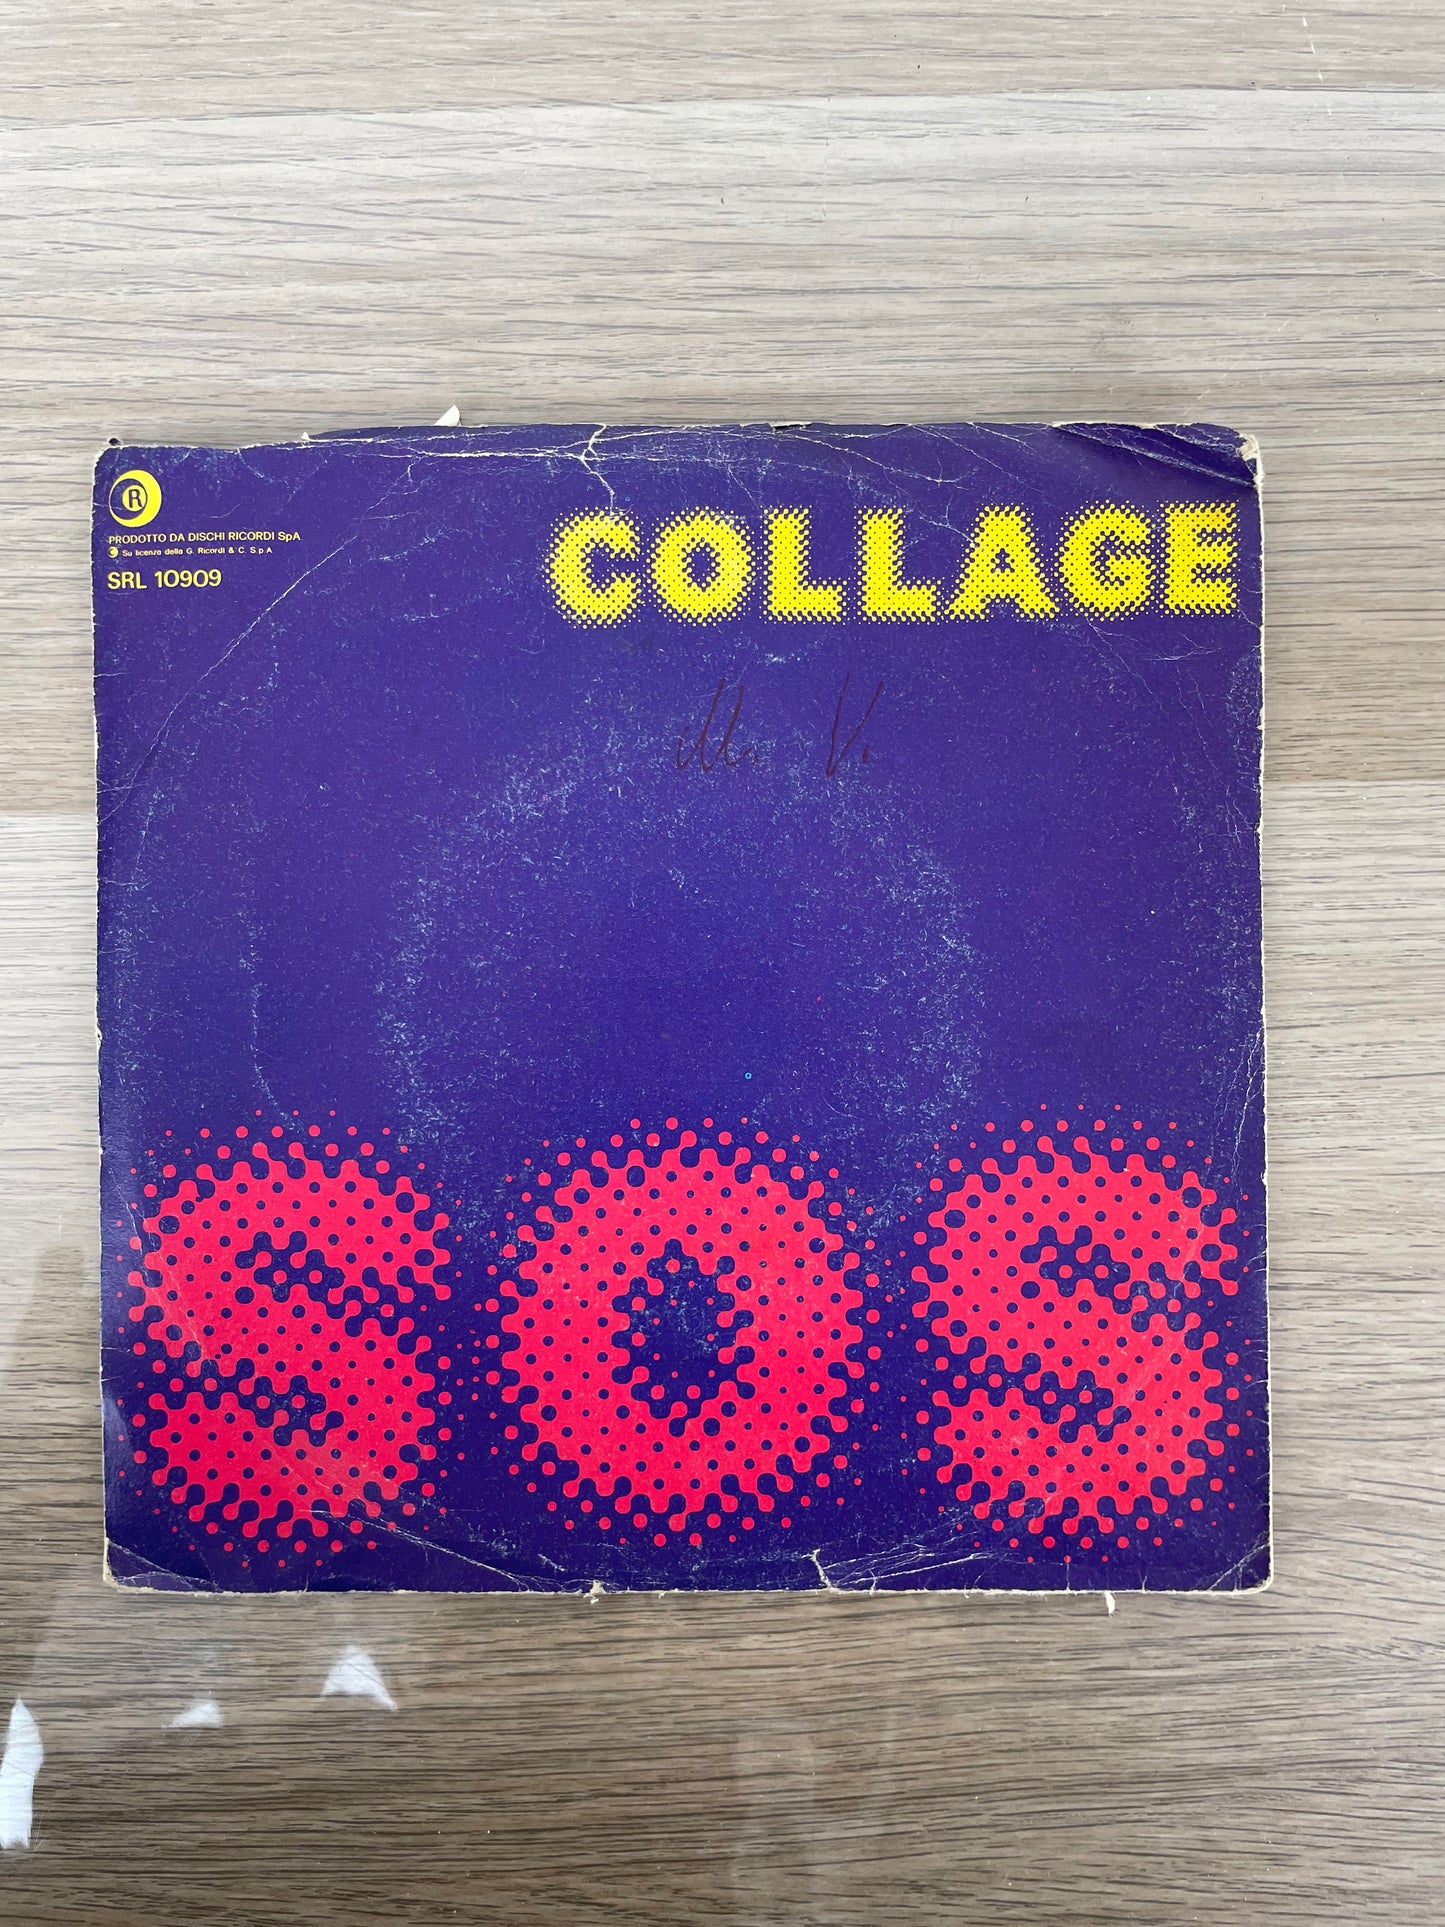 R
COLLAGE
PRODOTTO DA DISCHI RICORDI SpA
Su licenza della G. Ricordi & C. S p A
SRL 10909
M. V.
SOS